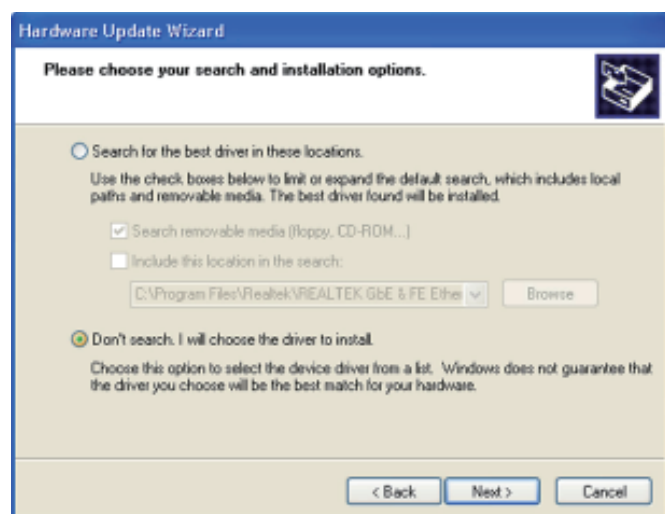 Hardware Update Wizard
Please choose your search and installation options.
Search for the best driver in these locations.
Use the check boxes below to limit or expand the default search, which includes local
paths and removable media. The best driver found will be installed.
Search removable media (floppy, CD-ROM...)
Include this location in the search:
C:\Program Files\Realtek\REALTEK GbE & FE Ether
Browse
Don't search. I will choose the driver to install.
Choose this option to select the device driver from a list. Windows does not guarantee that
the driver you choose will be the best match for your hardware.
< Back
Next >
Cancel